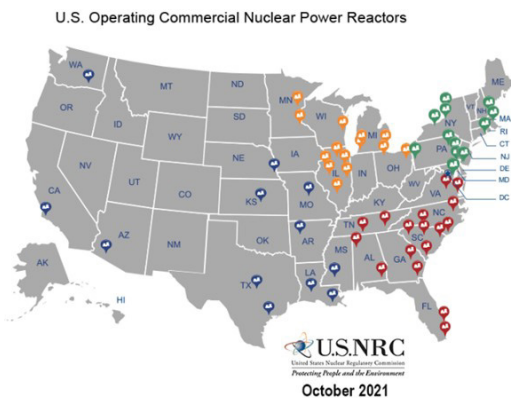 U.S. Operating Commercial Nuclear Power Reactors
WA
MT
ND
MN
ME
OR
ID
SD
WI
MI
NY
VT
NH
MA
RI
WY
CT
NE
IA
PA
NJ
NV
IL
IN
OH
DE
UT
CO
WV
MD
CA
KS
MO
KY
VA
DC
AZ
NM
OK
AR
TN
NC
SC
MS
AL
GA
AK
HI
TX
LA
FL
U.S.NRC
United States Nuclear Regulatory Commission
Protecting People and the Environment
October 2021